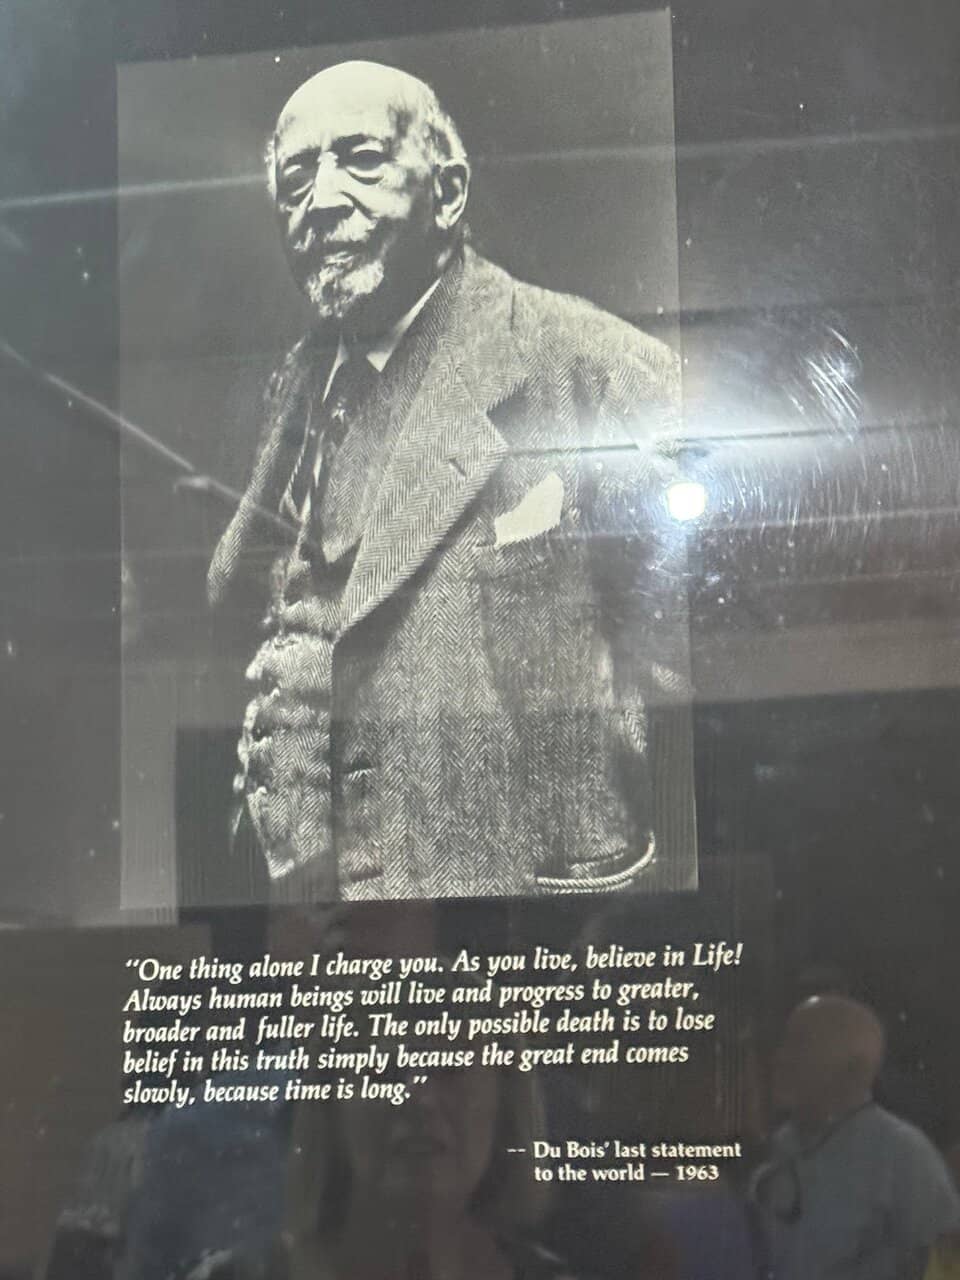 “One thing alone I charge you. As you live, believe in Life!
Always human beings will live and progress to greater,
broader and fuller life. The only possible death is to lose
belief in this truth simply because the great end comes
slowly, because time is long.”
-- Du Bois’ last statement
to the world — 1963